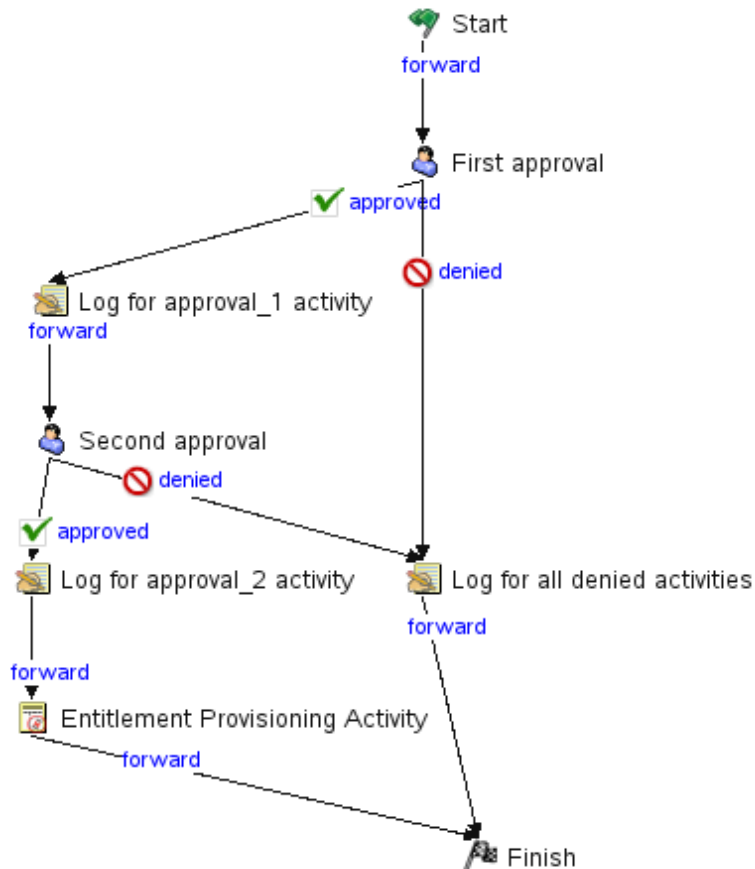 Start
forward
First approval
approved
denied
Log for approval_1 activity
forward
Second approval
denied
approved
Log for approval_2 activity
Log for all denied activities
forward
forward
Entitlement Provisioning Activity
forward
Finish